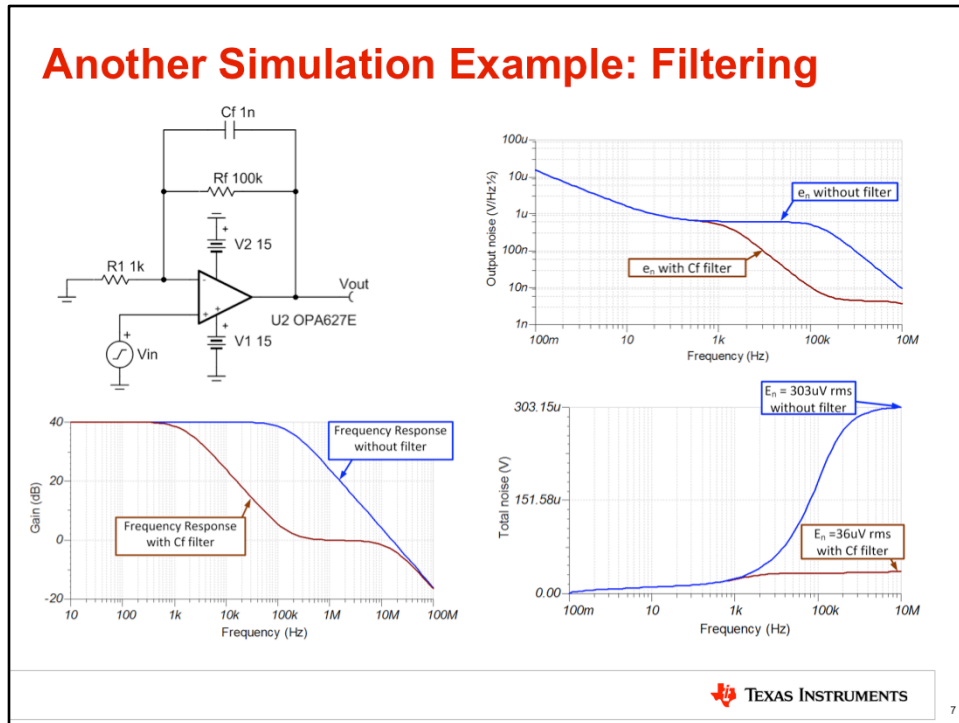 Another Simulation Example: Filtering
Cf 1n
Rf 100k
V2 15
R1 1k
Vout
U2 OPA627E
V1 15
Vin
+
-
+
+
+
+
100u
10u
1u
100n
10n
1n
Output noise (V/Hz½)
en without filter
en with Cf filter
100m
10
1k
100k
10M
Frequency (Hz)
40
20
0
-20
Gain (dB)
Frequency Response
without filter
Frequency Response
with Cf filter
10
100
1k
10k
100k
1M
10M
100M
Frequency (Hz)
303.15u
151.58u
0.00
Total noise (V)
En = 303uV rms
without filter
En =36uV rms
with Cf filter
100m
10
1k
100k
10M
Frequency (Hz)
TEXAS INSTRUMENTS
7